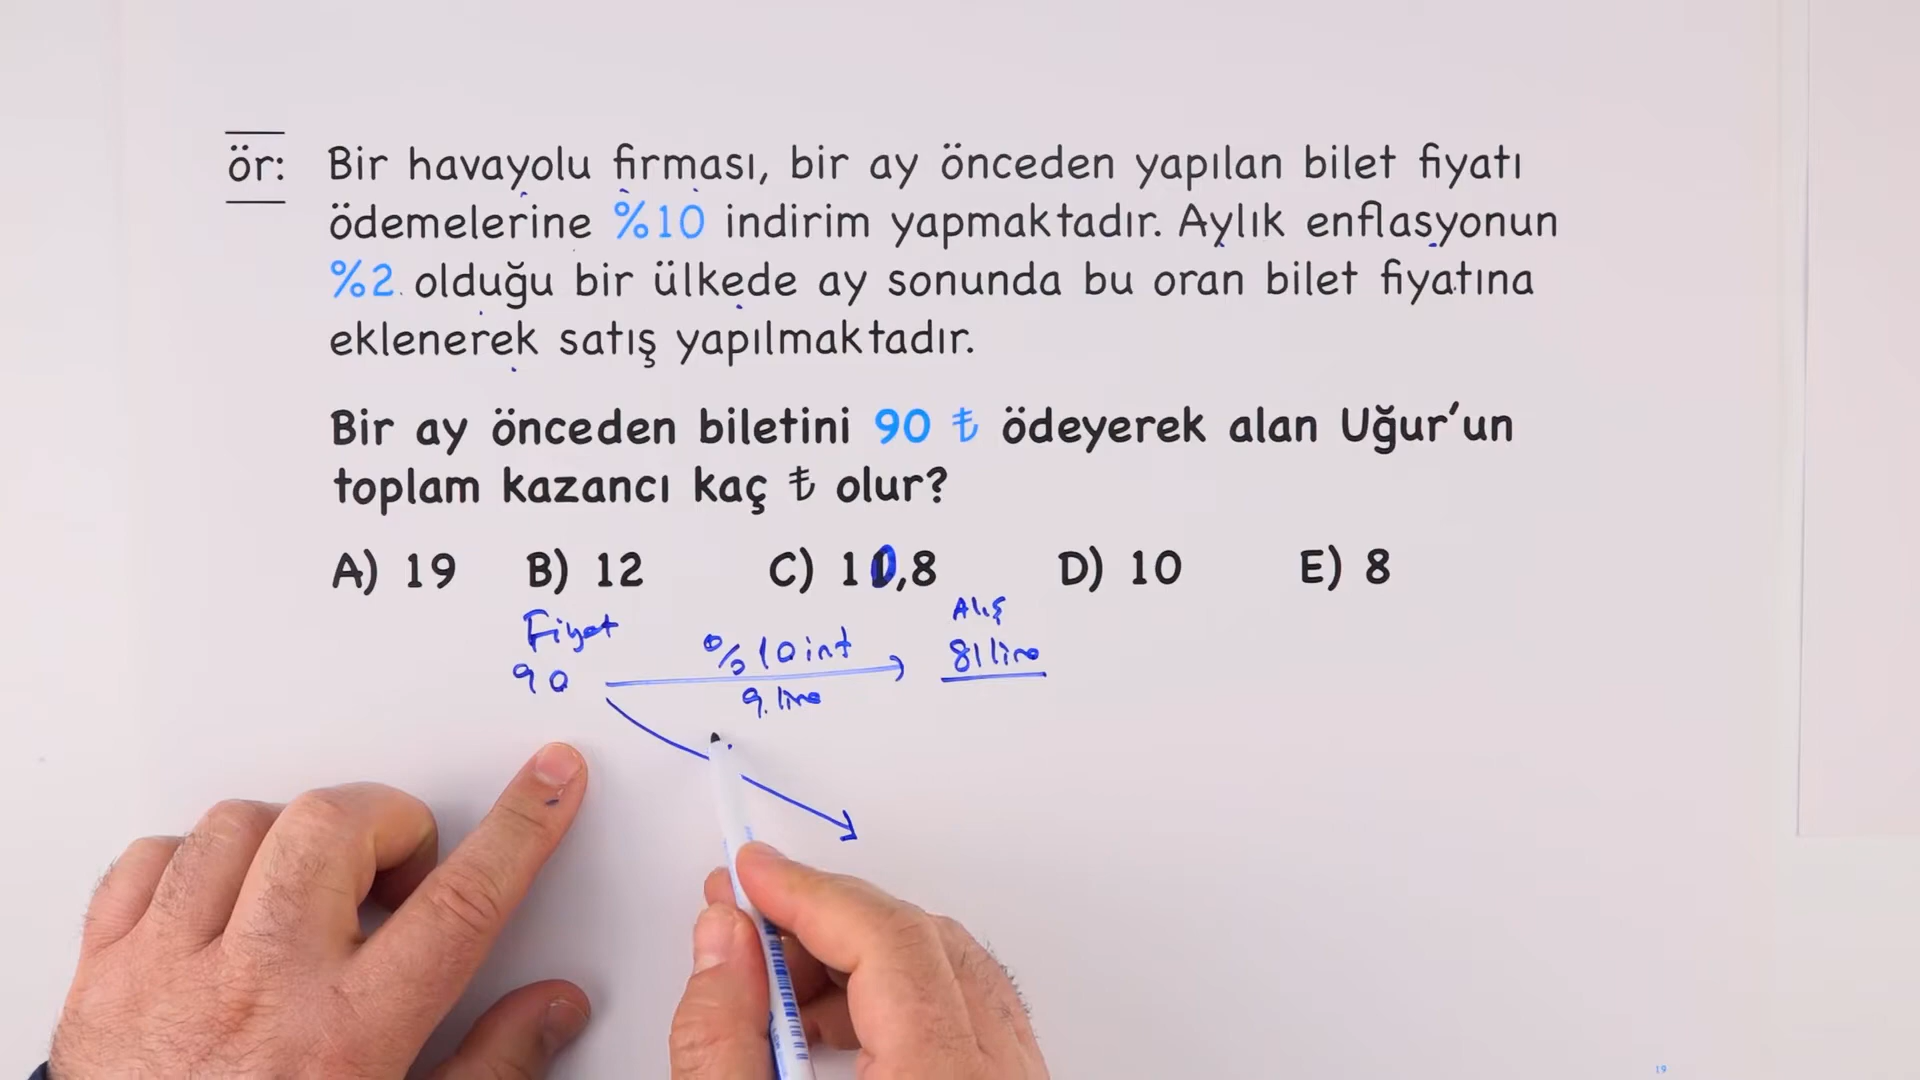 ör: Bir havayolu firması, bir ay önceden yapılan bilet fiyatı
ödemelerine %10 indirim yapmaktadır. Aylık enflasyonun
%2 olduğu bir ülkede ay sonunda bu oran bilet fiyatına
eklenerek satış yapılmaktadır.
Bir ay önceden biletini 90 ₺ ödeyerek alan Uğur'un
toplam kazancı kaç ₺ olur?
A) 19 B) 12 C) 10,8 D) 10 E) 8
Fiyat
90
%10 ind
9 lira
Alış
81 lira
19